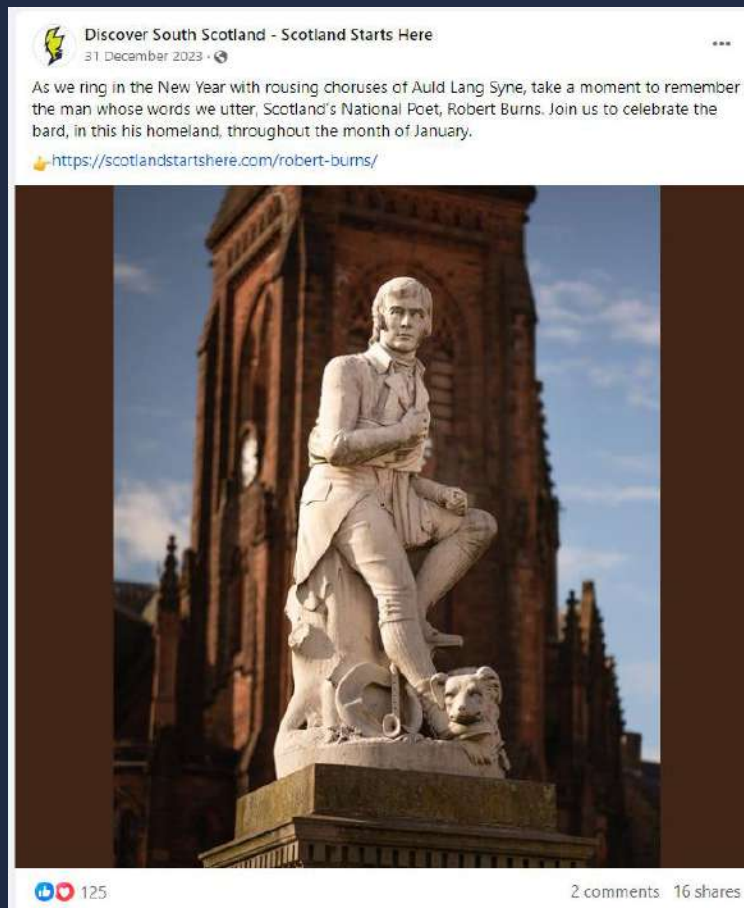 Discover South Scotland - Scotland Starts Here
31 December 2023 ·
As we ring in the New Year with rousing choruses of Auld Lang Syne, take a moment to remember
the man whose words we utter, Scotland's National Poet, Robert Burns. Join us to celebrate the
bard, in this his homeland, throughout the month of January.
👉https://scotlandstartshere.com/robert-burns/
125
2 comments 16 shares